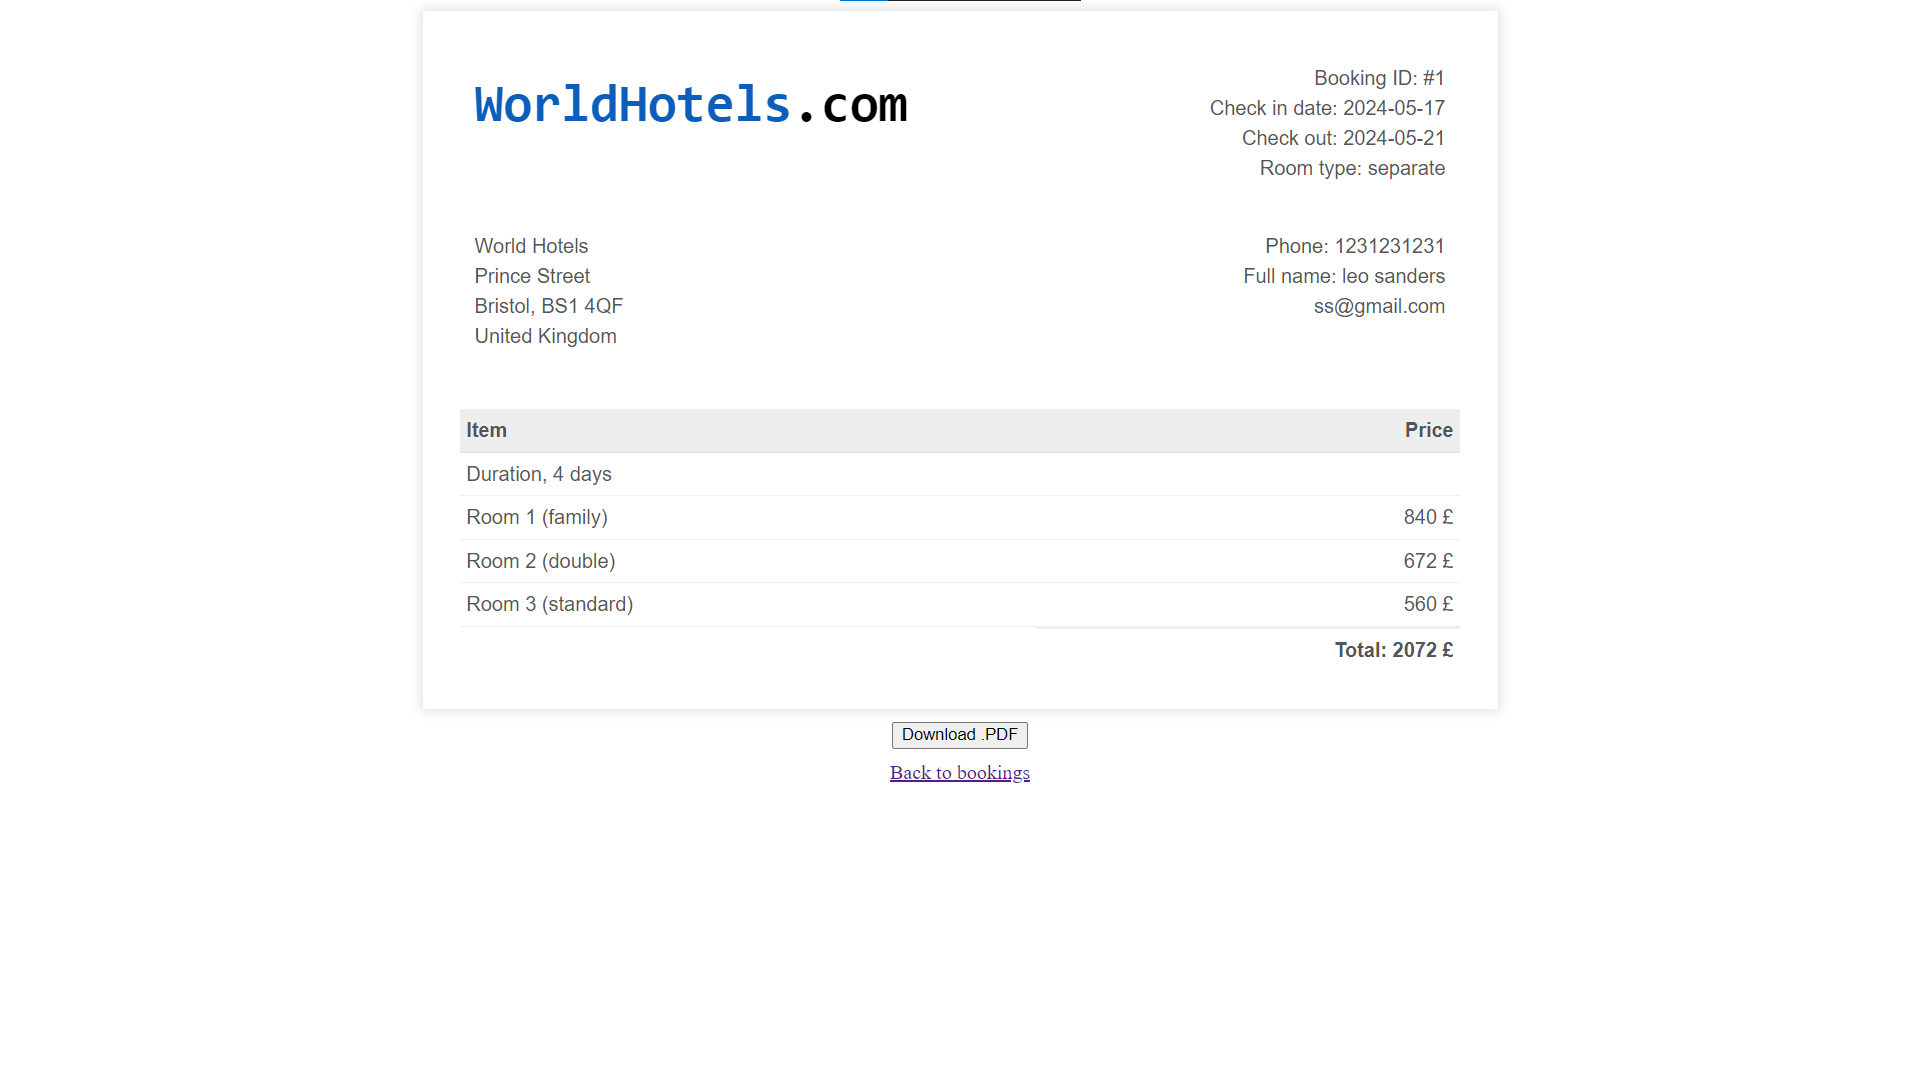 WorldHotels.com
Booking ID: #1
Check in date: 2024-05-17
Check out: 2024-05-21
Room type: separate
World Hotels
Prince Street
Bristol, BS1 4QF
United Kingdom
Phone: 1231231231
Full name: leo sanders
ss@gmail.com
Item Price
Duration, 4 days
Room 1 (family) 840 £
Room 2 (double) 672 £
Room 3 (standard) 560 £
Total: 2072 £
Download .PDF
Back to bookings